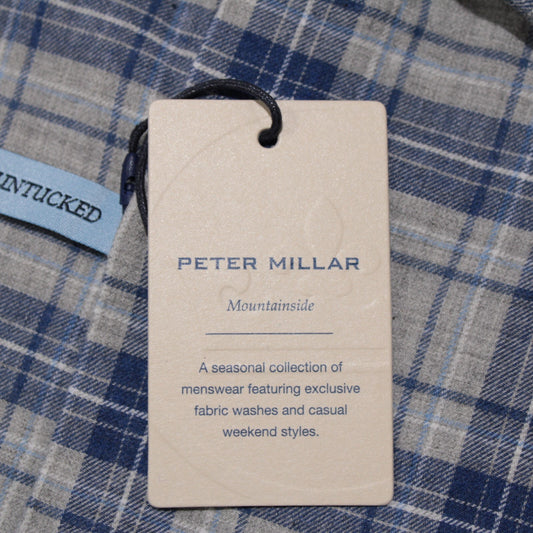 UNTUCKED
PETER MILLAR
Mountainside
A seasonal collection of
menswear featuring exclusive
fabric washes and casual
weekend styles.